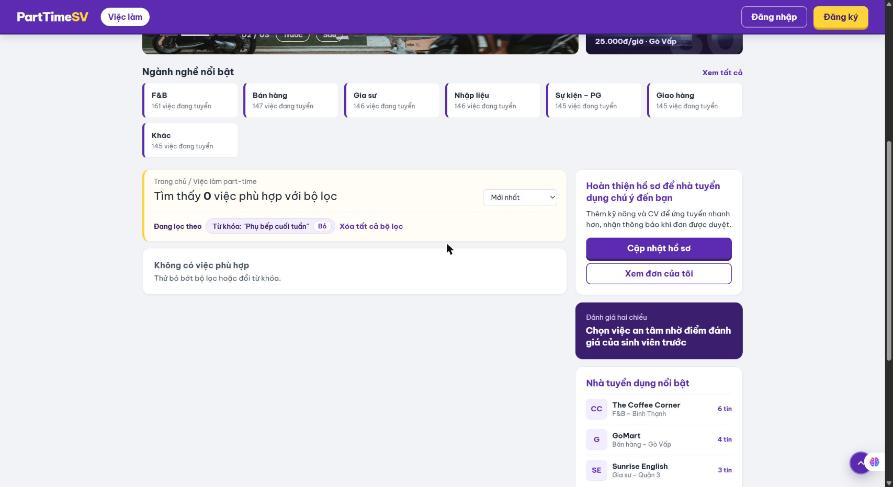 PartTimeSV
Việc làm
Đăng nhập
Đăng ký
25.000đ/giờ · Gò Vấp
Ngành nghề nổi bật
Xem tất cả
F&B
161 việc đang tuyển
Bán hàng
147 việc đang tuyển
Gia sư
146 việc đang tuyển
Nhập liệu
146 việc đang tuyển
Sự kiện – PG
145 việc đang tuyển
Giao hàng
145 việc đang tuyển
Khác
145 việc đang tuyển
Trang chủ / Việc làm part-time
Tìm thấy 0 việc phù hợp với bộ lọc
Mới nhất
Đang lọc theo
Từ khóa: "Phụ bếp cuối tuần"
Bỏ
Xóa tất cả bộ lọc
Không có việc phù hợp
Thử bỏ bớt bộ lọc hoặc đổi từ khóa.
Hoàn thiện hồ sơ để nhà tuyển
dụng chú ý đến bạn
Thêm kỹ năng và CV để ứng tuyển nhanh
hơn, nhận thông báo khi đơn được duyệt.
Cập nhật hồ sơ
Xem đơn của tôi
Đánh giá hai chiều
Chọn việc an tâm nhờ điểm đánh
giá của sinh viên trước
Nhà tuyển dụng nổi bật
CC
The Coffee Corner
F&B – Bình Thạnh
6 tin
G
GoMart
Bán hàng – Gò Vấp
4 tin
SE
Sunrise English
Gia sư – Quận 3
3 tin